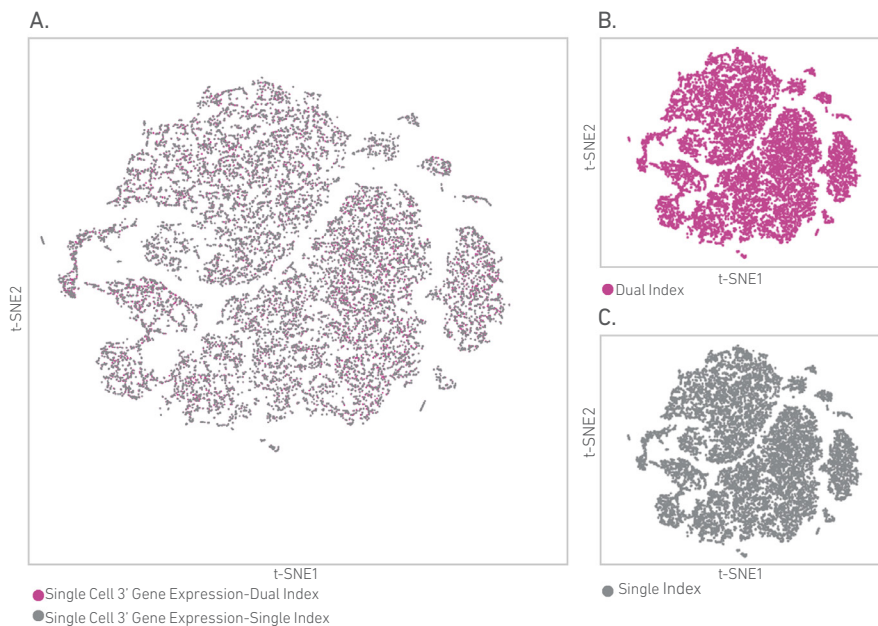 A.
t-SNE2
t-SNE1
Single Cell 3' Gene Expression-Dual Index
Single Cell 3' Gene Expression-Single Index
B.
t-SNE2
t-SNE1
Dual Index
C.
t-SNE2
t-SNE1
Single Index